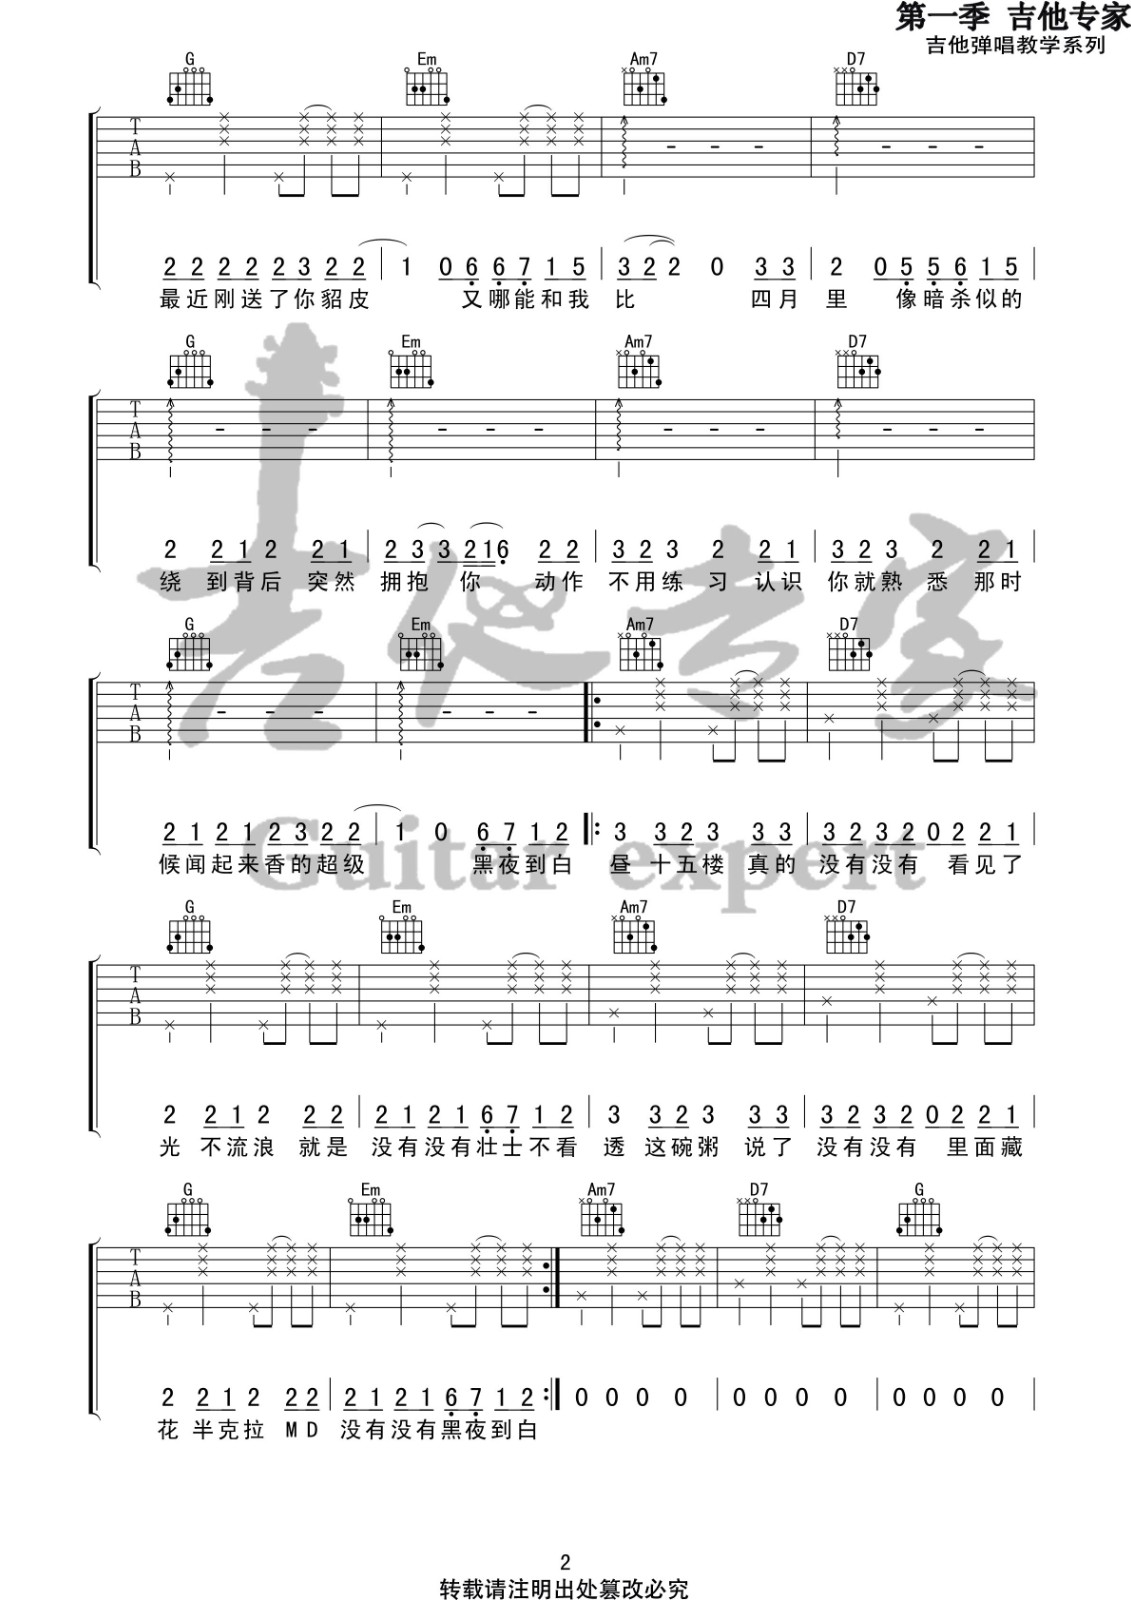 第一季 吉他专家
吉他弹唱教学系列
G Em Am7 D7
T
A
B
2 2 2 2 2 3 2 2 | 1 0 6 6 7 1 5 | 3 2 2 0 3 3 | 2 0 5 5 6 1 5
最近刚送了你貂皮 又哪能和我比 四月里 像暗杀似的
G Em Am7 D7
T
A
B
2 2 1 2 2 1 | 2 3 3 2 1 6 2 2 | 3 2 3 2 2 1 | 3 2 3 2 2 1
绕 到背后 突然 拥抱 你 动作 不用练 习 认识 你就熟 悉 那时
G Em Am7 D7
T
A
B
2 1 2 1 2 3 2 2 | 1 0 6 7 1 2 |: 3 3 2 3 3 3 | 3 2 3 2 0 2 2 1
候闻起来香的超级 黑夜到白 昼 十五楼 真的 没有没有 看见了
G Em Am7 D7
T
A
B
2 2 1 2 2 2 | 2 1 2 1 6 7 1 2 | 3 3 2 3 3 3 | 3 2 3 2 0 2 2 1
光 不流浪 就是 没有没有壮士不看 透 这碗粥 说了 没有没有 里面藏
G Em Am7 D7 G
T
A
B
2 2 1 2 2 2 | 2 1 2 1 6 7 1 2 :| 0 0 0 0 | 0 0 0 0 | 0 0 0 0
花 半克拉 MD 没有没有黑夜到白
吉他专家
Guitar expert
2
转载请注明出处篡改必究